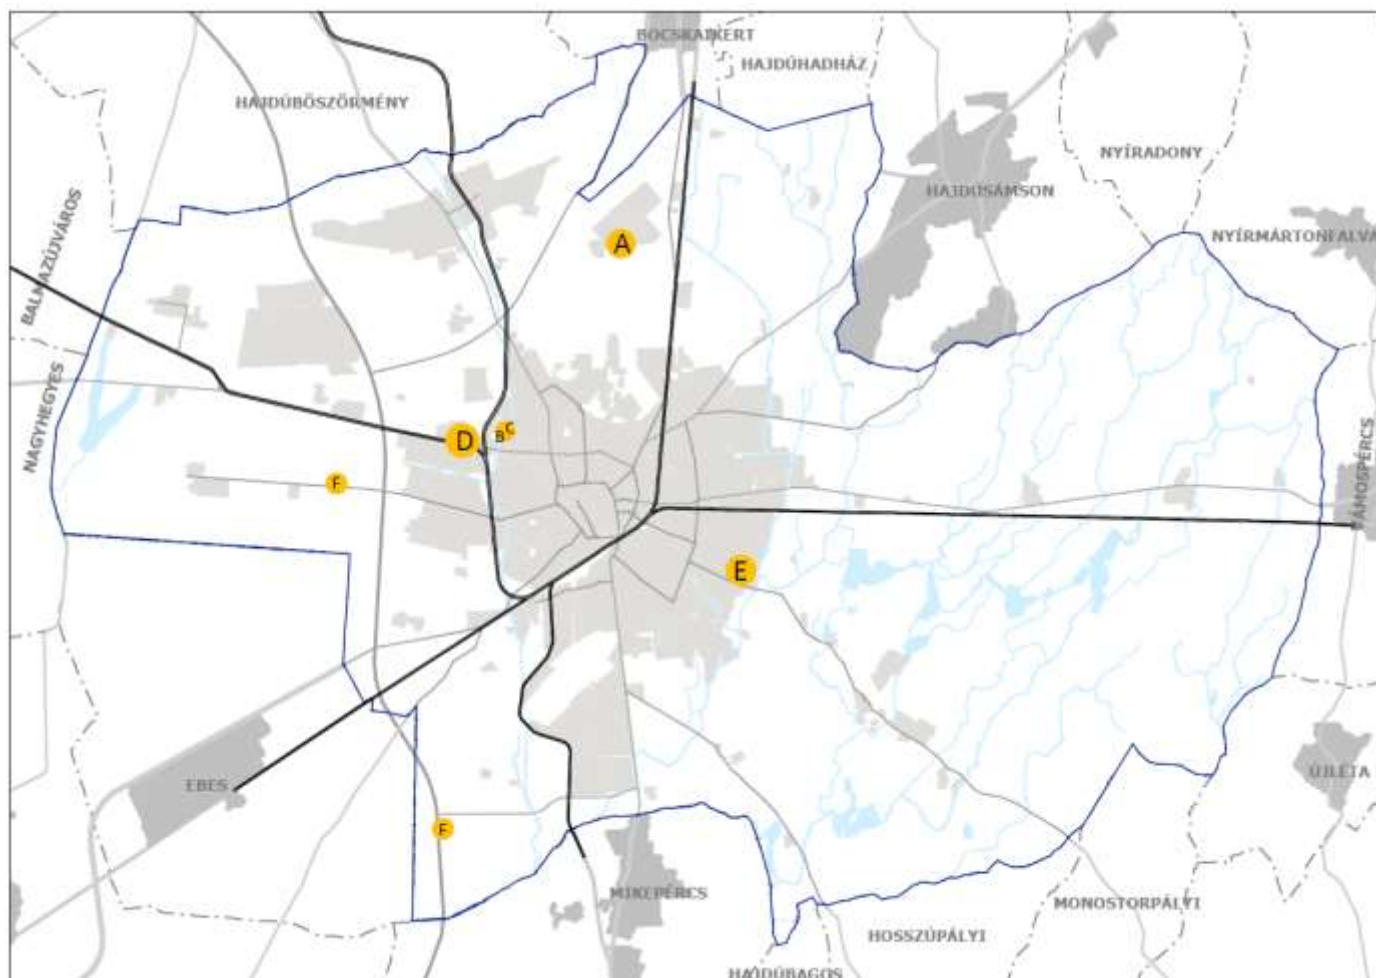 BOCSKAIKERT
HAJDÚHADHÁZ
HAJDÚBÖSZÖRMÉNY
NYÍRADONY
HAJDÚSÁMSON
BALMAZÚJVÁROS
NYÍRMÁRTONFALVA
A
NAGYHEGYES
D
B
C
F
VÁMOSPÉRCS
E
EBES
ÚJLÉTA
F
MIKEPÉRCS
MONOSTORPÁLYI
HOSSZÚPÁLYI
HAJDÚBAGOS